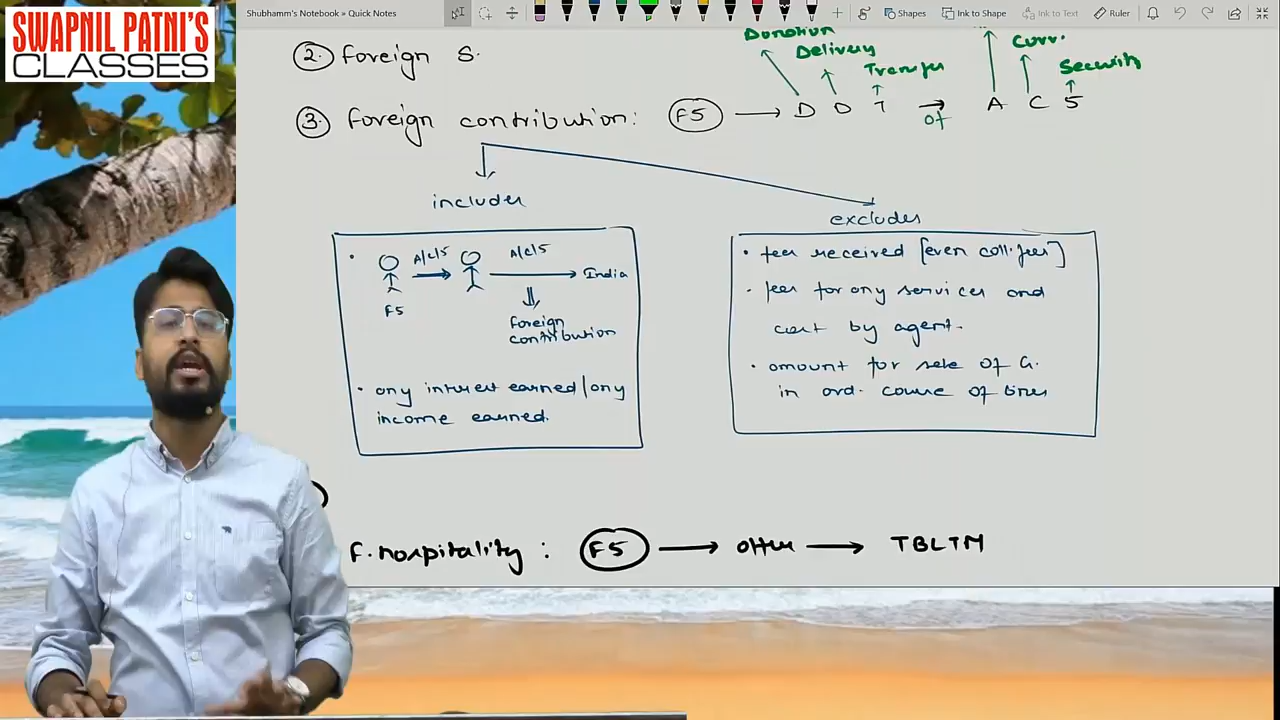 SWAPNIL PATNI'S
CLASSES
Shubhamm's Notebook » Quick Notes
Shapes
Ink to Shape
Ink to Text
Ruler
Donation
Delivery
Transfer
Curr.
Security
② foreign S.
③ foreign contribution: FS → D D T → of A C S
includes
excludes
A/C/S A/C/S
India
FS
foreign
contribution
• any interest earned/any
income earned.
• fees received [even coll. fees]
• fees for any services and
cost by agent.
• amount for sale of G.
in ord. course of busi
F. hospitality : FS → offer → TBLTM